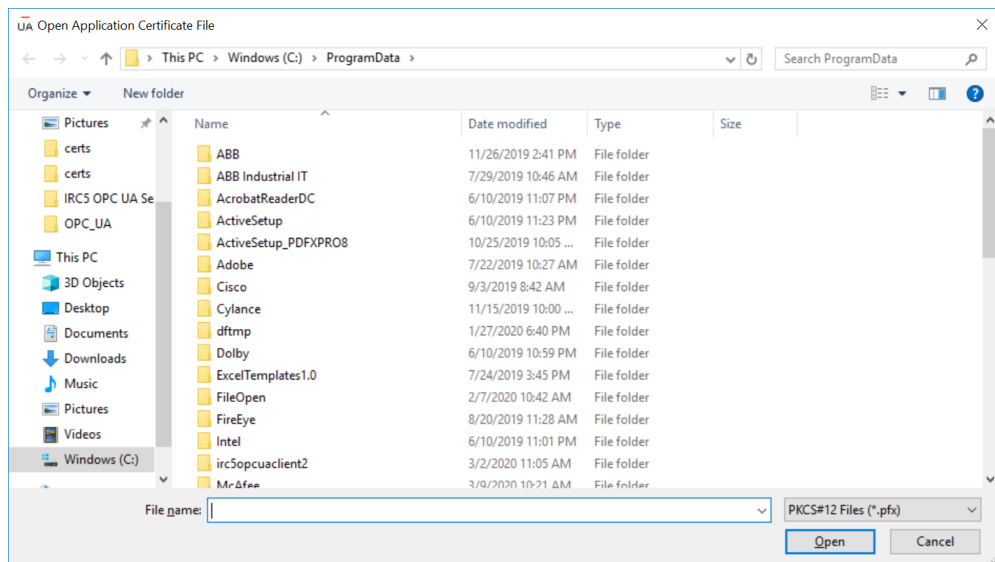 UA Open Application Certificate File
This PC > Windows (C:) > ProgramData >
Search ProgramData
Organize
New folder
?
Pictures
certs
certs
IRC5 OPC UA Se
OPC_UA
This PC
3D Objects
Desktop
Documents
Downloads
Music
Pictures
Videos
Windows (C:)
Name Date modified Type Size
ABB 11/26/2019 2:41 PM File folder
ABB Industrial IT 7/29/2019 10:46 AM File folder
AcrobatReaderDC 6/10/2019 11:07 PM File folder
ActiveSetup 6/10/2019 11:23 PM File folder
ActiveSetup_PDFXPRO8 10/25/2019 10:05 ... File folder
Adobe 7/22/2019 10:27 AM File folder
Cisco 9/3/2019 8:42 AM File folder
Cylance 11/15/2019 10:00 ... File folder
dftmp 1/27/2020 6:40 PM File folder
Dolby 6/10/2019 10:59 PM File folder
ExcelTemplates1.0 7/24/2019 3:45 PM File folder
FileOpen 2/7/2020 10:42 AM File folder
FireEye 8/20/2019 11:28 AM File folder
Intel 6/10/2019 11:01 PM File folder
irc5opcuaclient2 3/2/2020 11:05 AM File folder
McAfee 3/9/2020 10:21 AM File folder
File name:
PKCS#12 Files (*.pfx)
Open
Cancel